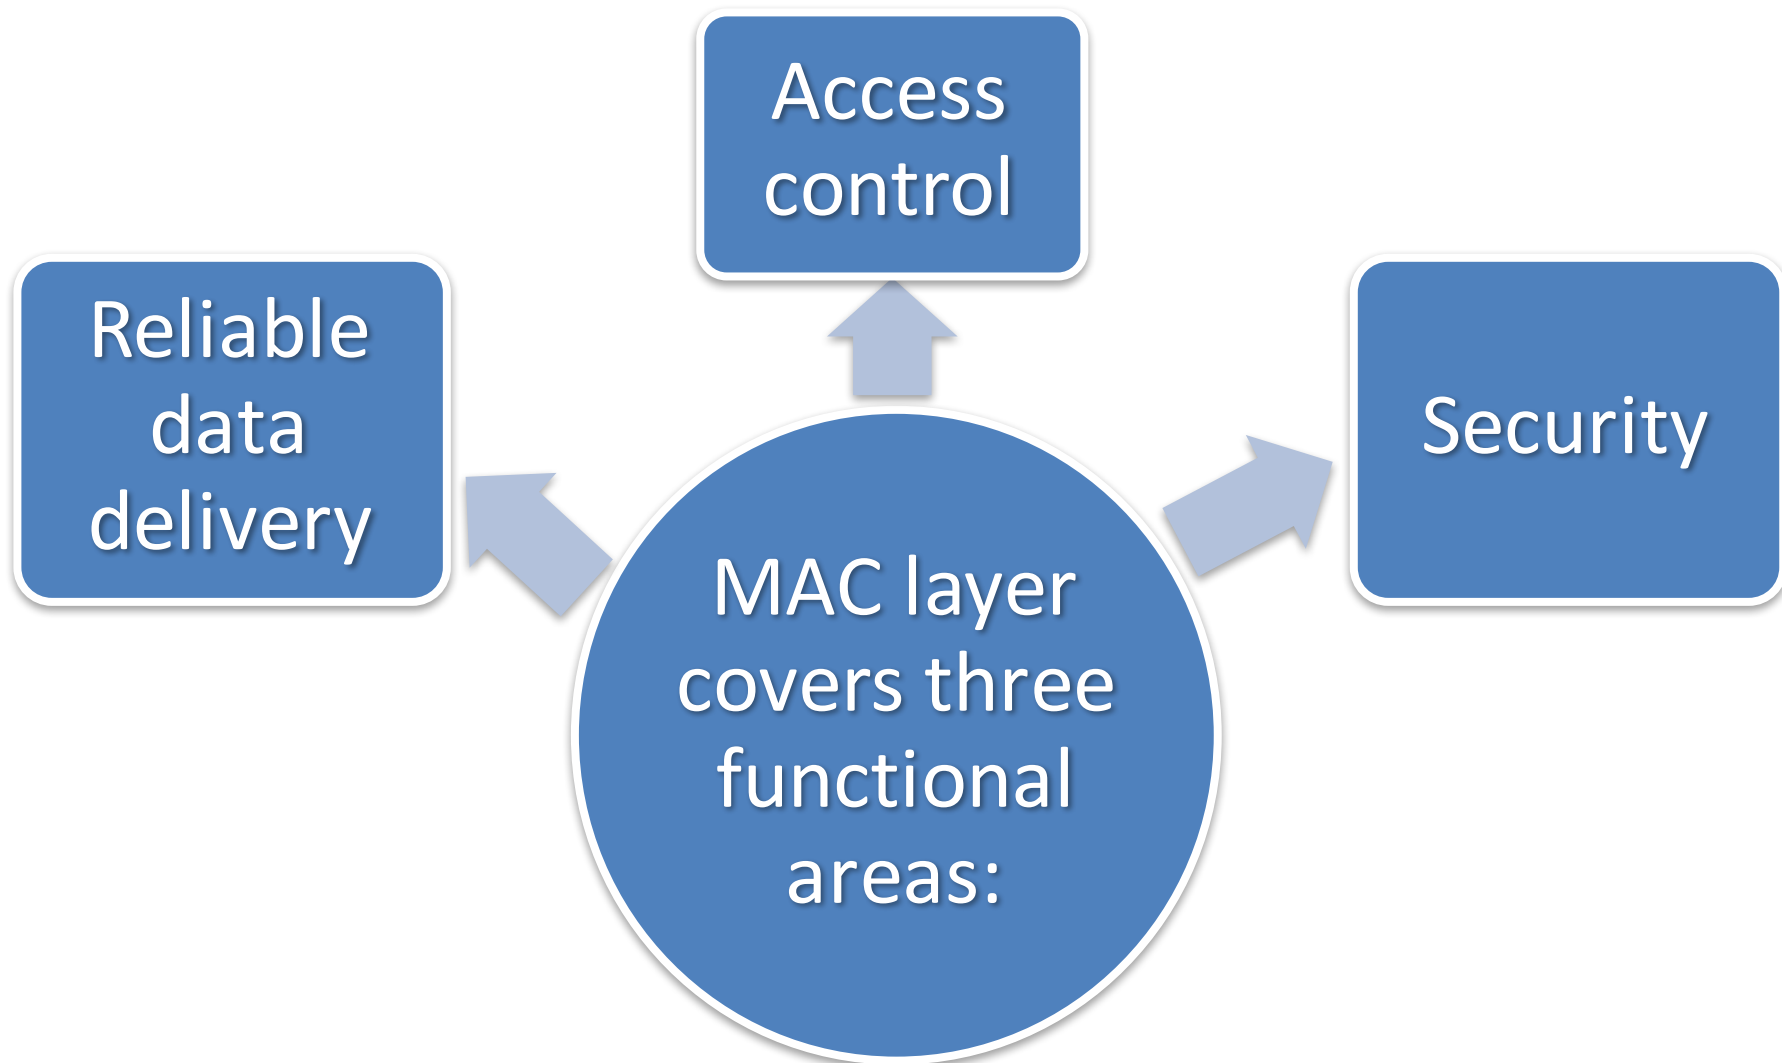 Access
control
Reliable
data
delivery
Security
MAC layer
covers three
functional
areas: